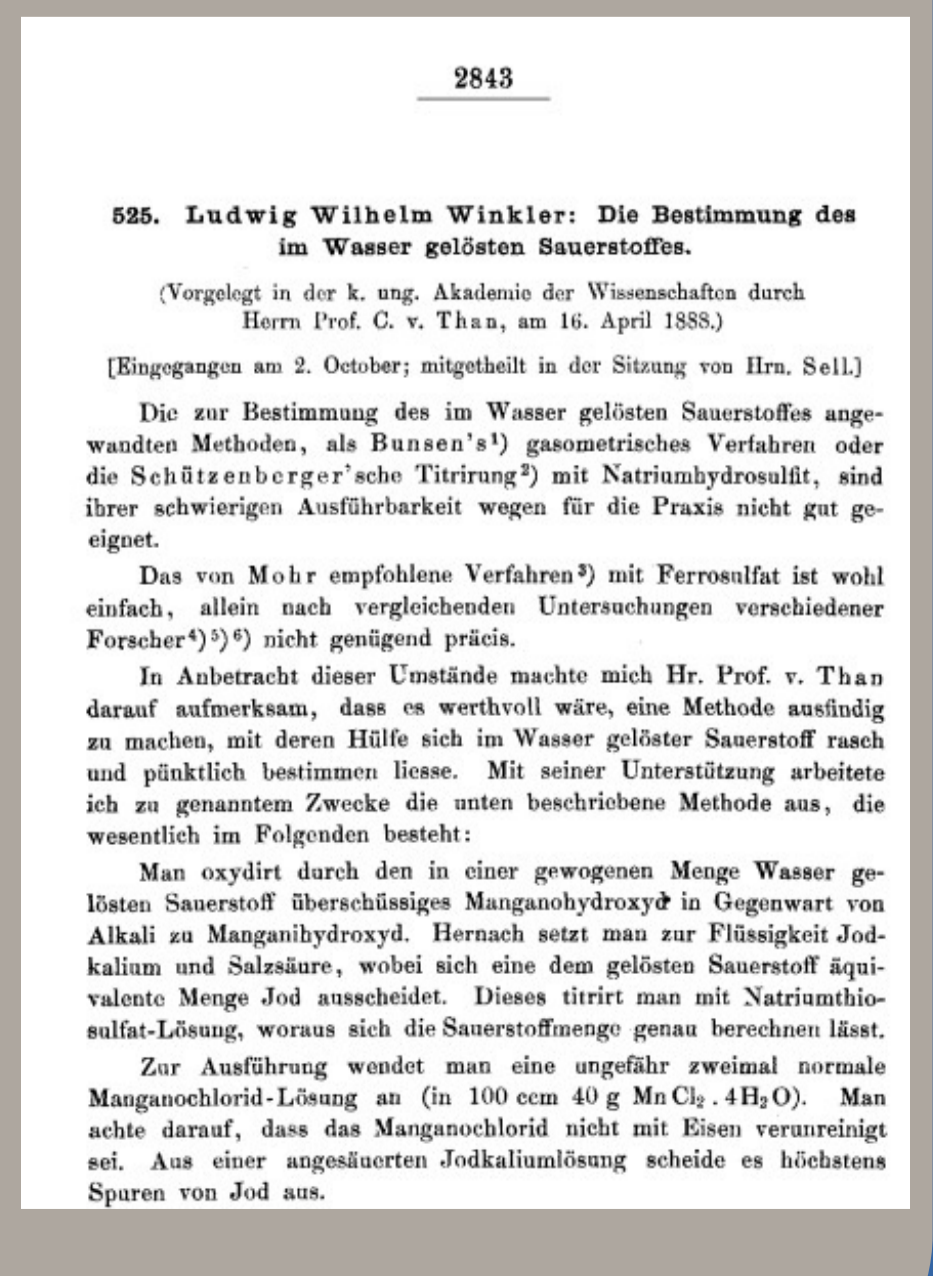 2843
525. Ludwig Wilhelm Winkler: Die Bestimmung des
im Wasser gelösten Sauerstoffes.
(Vorgelegt in der k. ung. Akademie der Wissenschaften durch
Herrn Prof. C. v. Than, am 16. April 1888.)
[Eingegangen am 2. October; mitgetheilt in der Sitzung von Hrn. Sell.]
Die zur Bestimmung des im Wasser gelösten Sauerstoffes ange-
wandten Methoden, als Bunsen's¹) gasometrisches Verfahren oder
die Schützenberger'sche Titrirung²) mit Natriumhydrosulfit, sind
ihrer schwierigen Ausführbarkeit wegen für die Praxis nicht gut ge-
eignet.
Das von Mohr empfohlene Verfahren³) mit Ferrosulfat ist wohl
einfach, allein nach vergleichenden Untersuchungen verschiedener
Forscher⁴)⁵)⁶) nicht genügend präcis.
In Anbetracht dieser Umstände machte mich Hr. Prof. v. Than
darauf aufmerksam, dass es werthvoll wäre, eine Methode ausfindig
zu machen, mit deren Hülfe sich im Wasser gelöster Sauerstoff rasch
und pünktlich bestimmen liesse. Mit seiner Unterstützung arbeitete
ich zu genanntem Zwecke die unten beschriebene Methode aus, die
wesentlich im Folgenden besteht:
Man oxydirt durch den in einer gewogenen Menge Wasser ge-
lösten Sauerstoff überschüssiges Manganohydroxyd in Gegenwart von
Alkali zu Manganihydroxyd. Hernach setzt man zur Flüssigkeit Jod-
kalium und Salzsäure, wobei sich eine dem gelösten Sauerstoff äqui-
valente Menge Jod ausscheidet. Dieses titrirt man mit Natriumthio-
sulfat-Lösung, woraus sich die Sauerstoffmenge genau berechnen lässt.
Zur Ausführung wendet man eine ungefähr zweimal normale
Manganochlorid-Lösung an (in 100 ccm 40 g MnCl₂ . 4H₂O). Man
achte darauf, dass das Manganochlorid nicht mit Eisen verunreinigt
sei. Aus einer angesäuerten Jodkaliumlösung scheide es höchstens
Spuren von Jod aus.